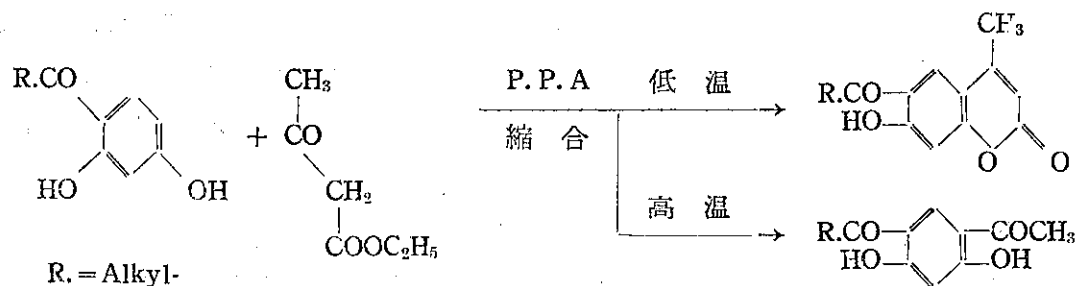 CH₃
R.CO
CH₃
P.P.A 低温
R.CO
HO
O
O
+
CO
縮合
HO
OH
CH₂
COOC₂H₅
高温
R.CO
COCH₃
HO
OH
R.=Alkyl-